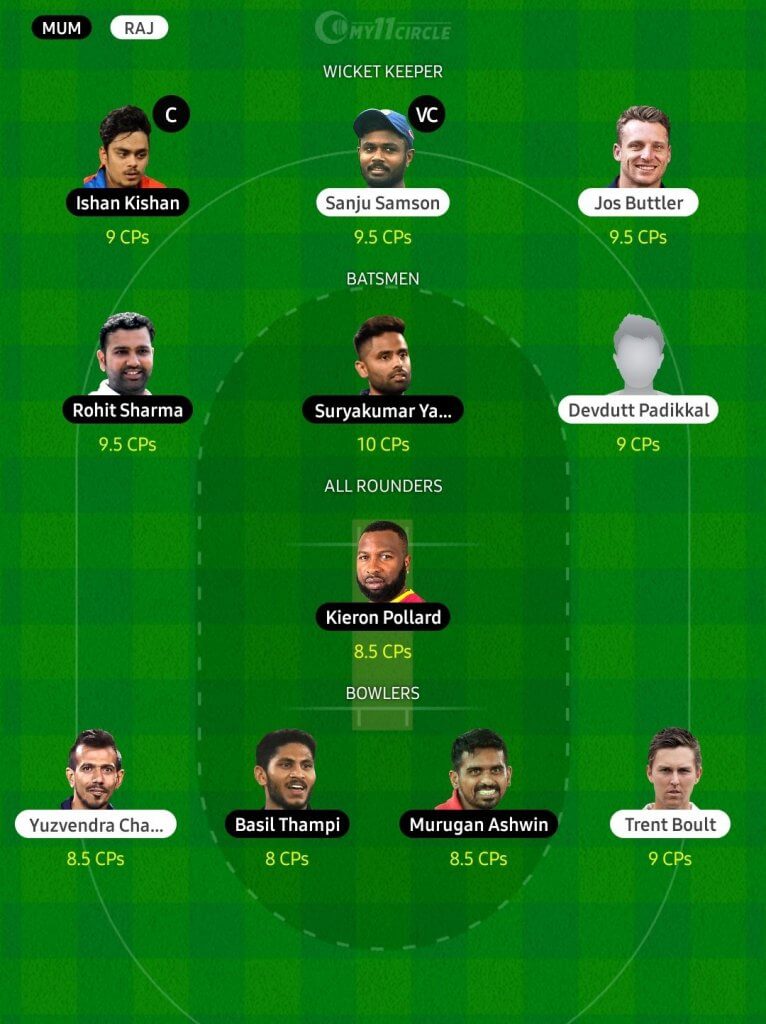 MUM RAJ
MY11CIRCLE
WICKET KEEPER
C VC
Ishan Kishan Sanju Samson Jos Buttler
9 CPs 9.5 CPs 9.5 CPs
BATSMEN
Rohit Sharma Suryakumar Ya... Devdutt Padikkal
9.5 CPs 10 CPs 9 CPs
ALL ROUNDERS
Kieron Pollard
8.5 CPs
BOWLERS
Yuzvendra Cha... Basil Thampi Murugan Ashwin Trent Boult
8.5 CPs 8 CPs 8.5 CPs 9 CPs